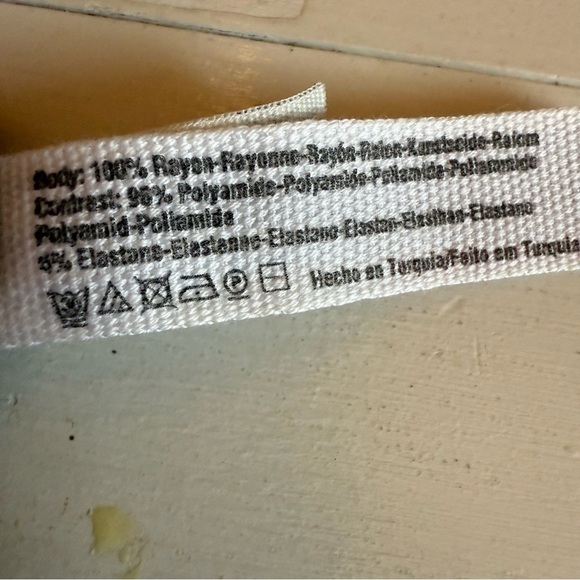 Body: 100% Rayon-Rayonne-Rayón-Raion-Kunstseide-Raiom
Contrast: 95% Polyamide-Polyamide-Poliamida-Poliammide
Polyamid-Poliamida
5% Elastane-Elastanee-Elastano-Elastan-Elasthan-Elastano
Hecho en Turquia/Feito em Turquia